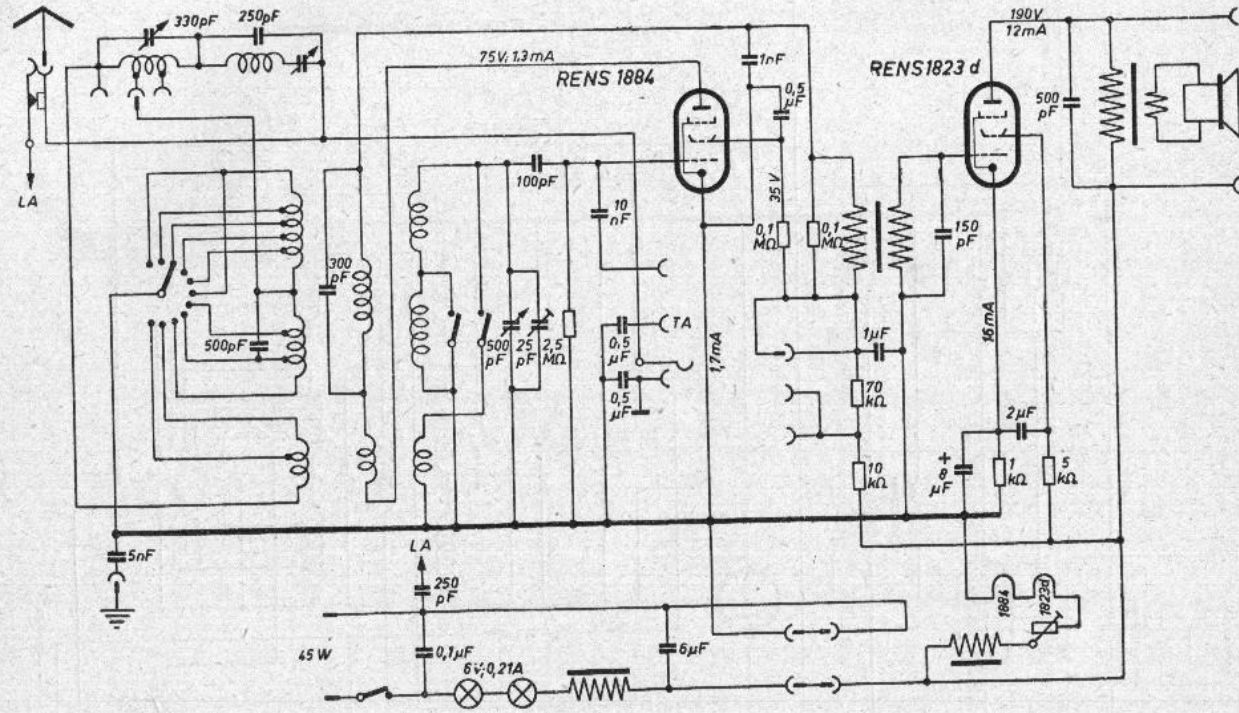 330pF
250pF
75V; 1,3mA
RENS 1884
1nF
0,5
µF
190V
12mA
RENS1823 d
500
pF
LA
100pF
10
nF
35 V
0,1
MΩ
0,1
MΩ
150
pF
300
pF
500pF
500
pF
25
pF
2,5
MΩ
0,5
µF
TA
0,5
µF
1,7mA
1µF
70
kΩ
10
kΩ
16mA
2µF
+
8
µF
1
kΩ
5
kΩ
5nF
LA
250
pF
45 W
0,1µF
6V; 0,21A
6µF
1884
1823d